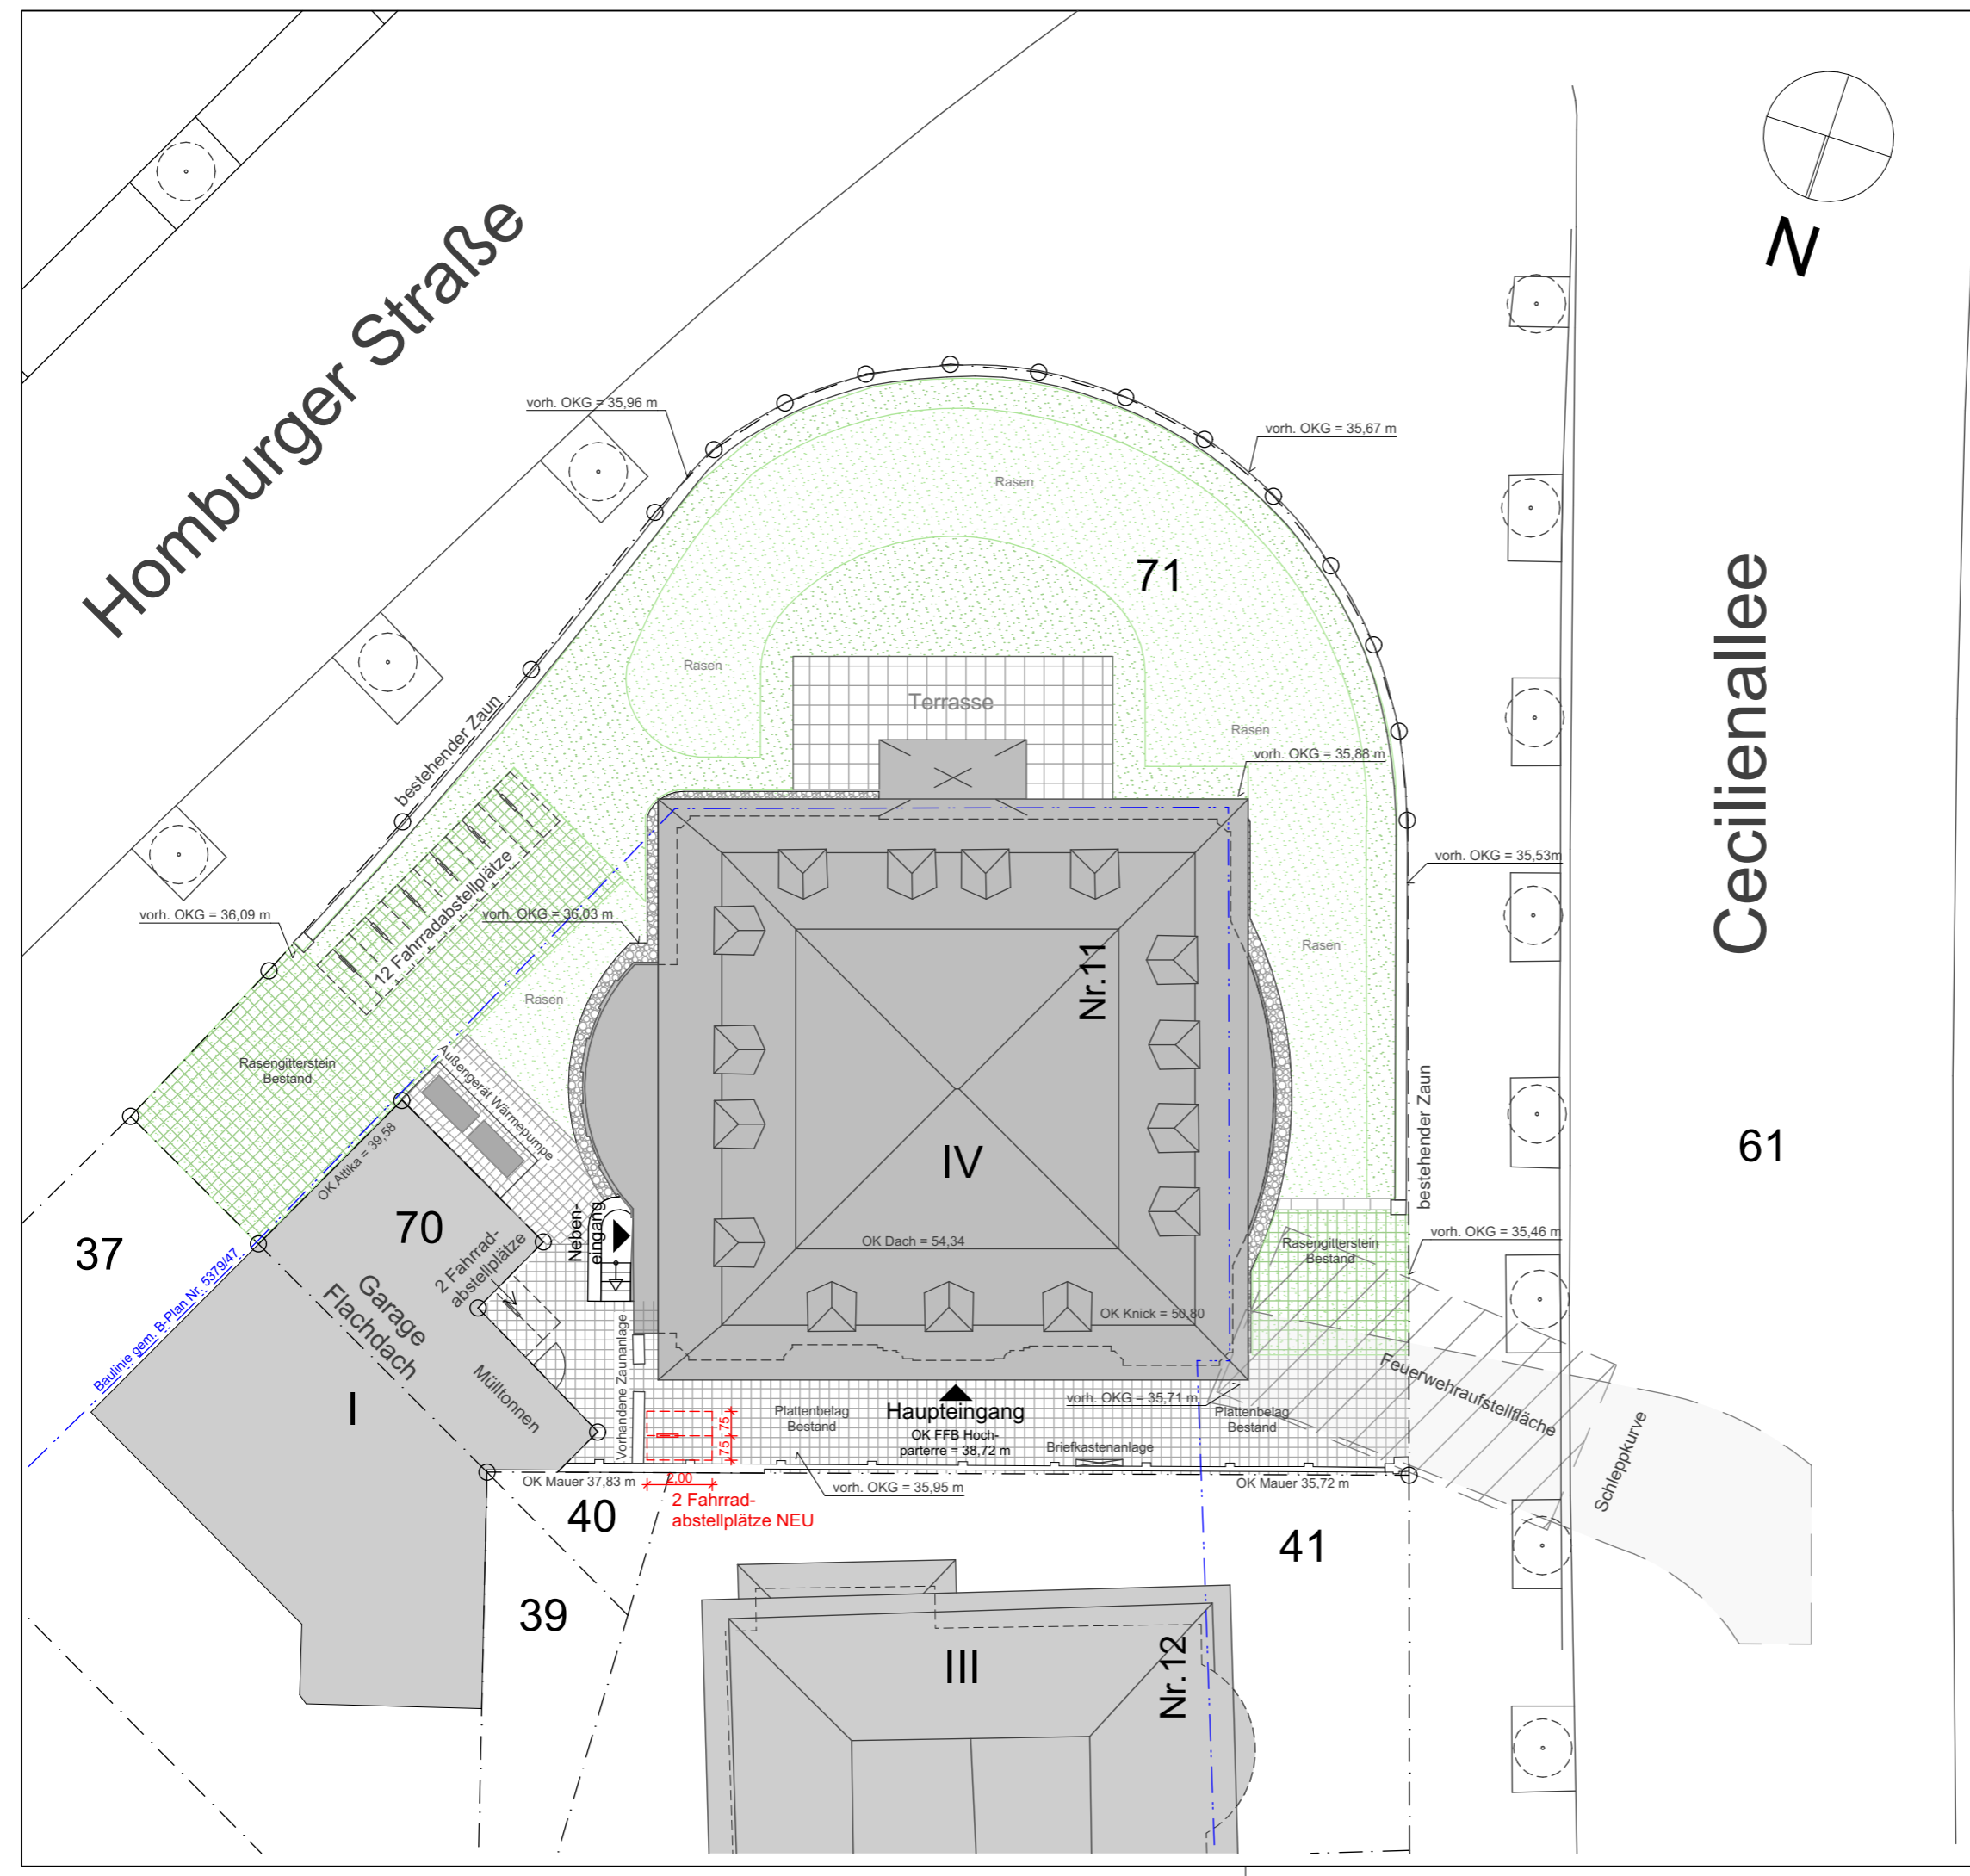 Homburger Straße
N
vorh. OKG = 35,96 m
vorh. OKG = 35,67 m
Rasen
71
Rasen
Terrasse
Rasen
vorh. OKG = 35,88 m
Cecilienallee
bestehender Zaun
12 Fahrradabstellplätze
vorh. OKG = 35,53m
vorh. OKG = 36,09 m
vorh. OKG = 36,03 m
Rasen
Nr.11
Rasen
Rasengitterstein
Bestand
Außengerät Wärmepumpe
OK Attika = 39,58
bestehender Zaun
61
IV
70
37
Neben-
eingang
2 Fahrrad-
abstellplätze
OK Dach = 54,34
Rasengitterstein
Bestand
vorh. OKG = 35,46 m
Baulinie gem. B-Plan Nr. 5379/47
Garage
Flachdach
I
OK Knick = 50,80
Vorhandene Zaunanlage
Mülltonnen
Feuerwehraufstellfläche
Schleppkurve
vorh. OKG = 35,71 m
Plattenbelag
Bestand
Haupteingang
OK FFB Hoch-
parterre = 38,72 m
Plattenbelag
Bestand
Briefkastenanlage
75
75
2,00
OK Mauer 37,83 m
vorh. OKG = 35,95 m
OK Mauer 35,72 m
2 Fahrrad-
abstellplätze NEU
40
41
39
III
Nr.12